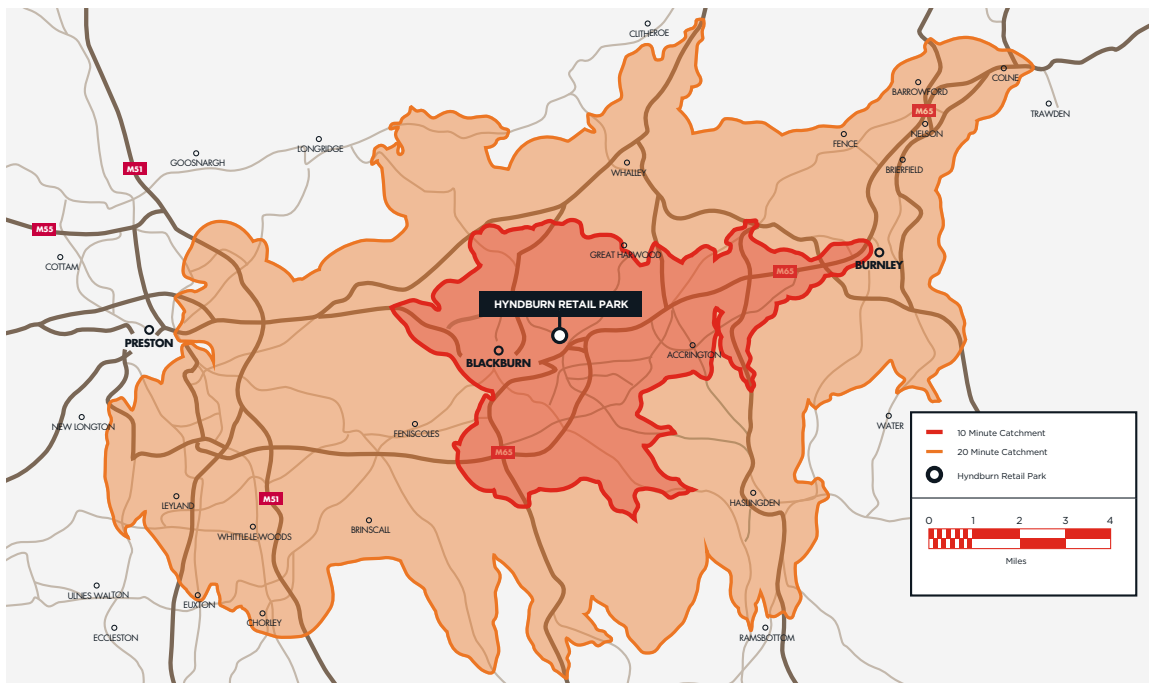 CLITHEROE
COLNE
BARROWFORD
M65
TRAWDEN
NELSON
FENCE
LONGRIDGE
GOOSNARGH
M51
BRIERFIELD
WHALLEY
M55
GREAT HARWOOD
BURNLEY
COTTAM
M65
HYNDBURN RETAIL PARK
PRESTON
ACCRINGTON
BLACKBURN
NEW LONGTON
FENISCOLES
WATER
M65
10 Minute Catchment
20 Minute Catchment
Hyndburn Retail Park
LEYLAND
M51
HASLINGDEN
WHITTLE-LE-WOODS
BRINSCALL
0 1 2 3 4
Miles
ULNES WALTON
EUXTON
CHORLEY
ECCLESTON
RAMSBOTTOM